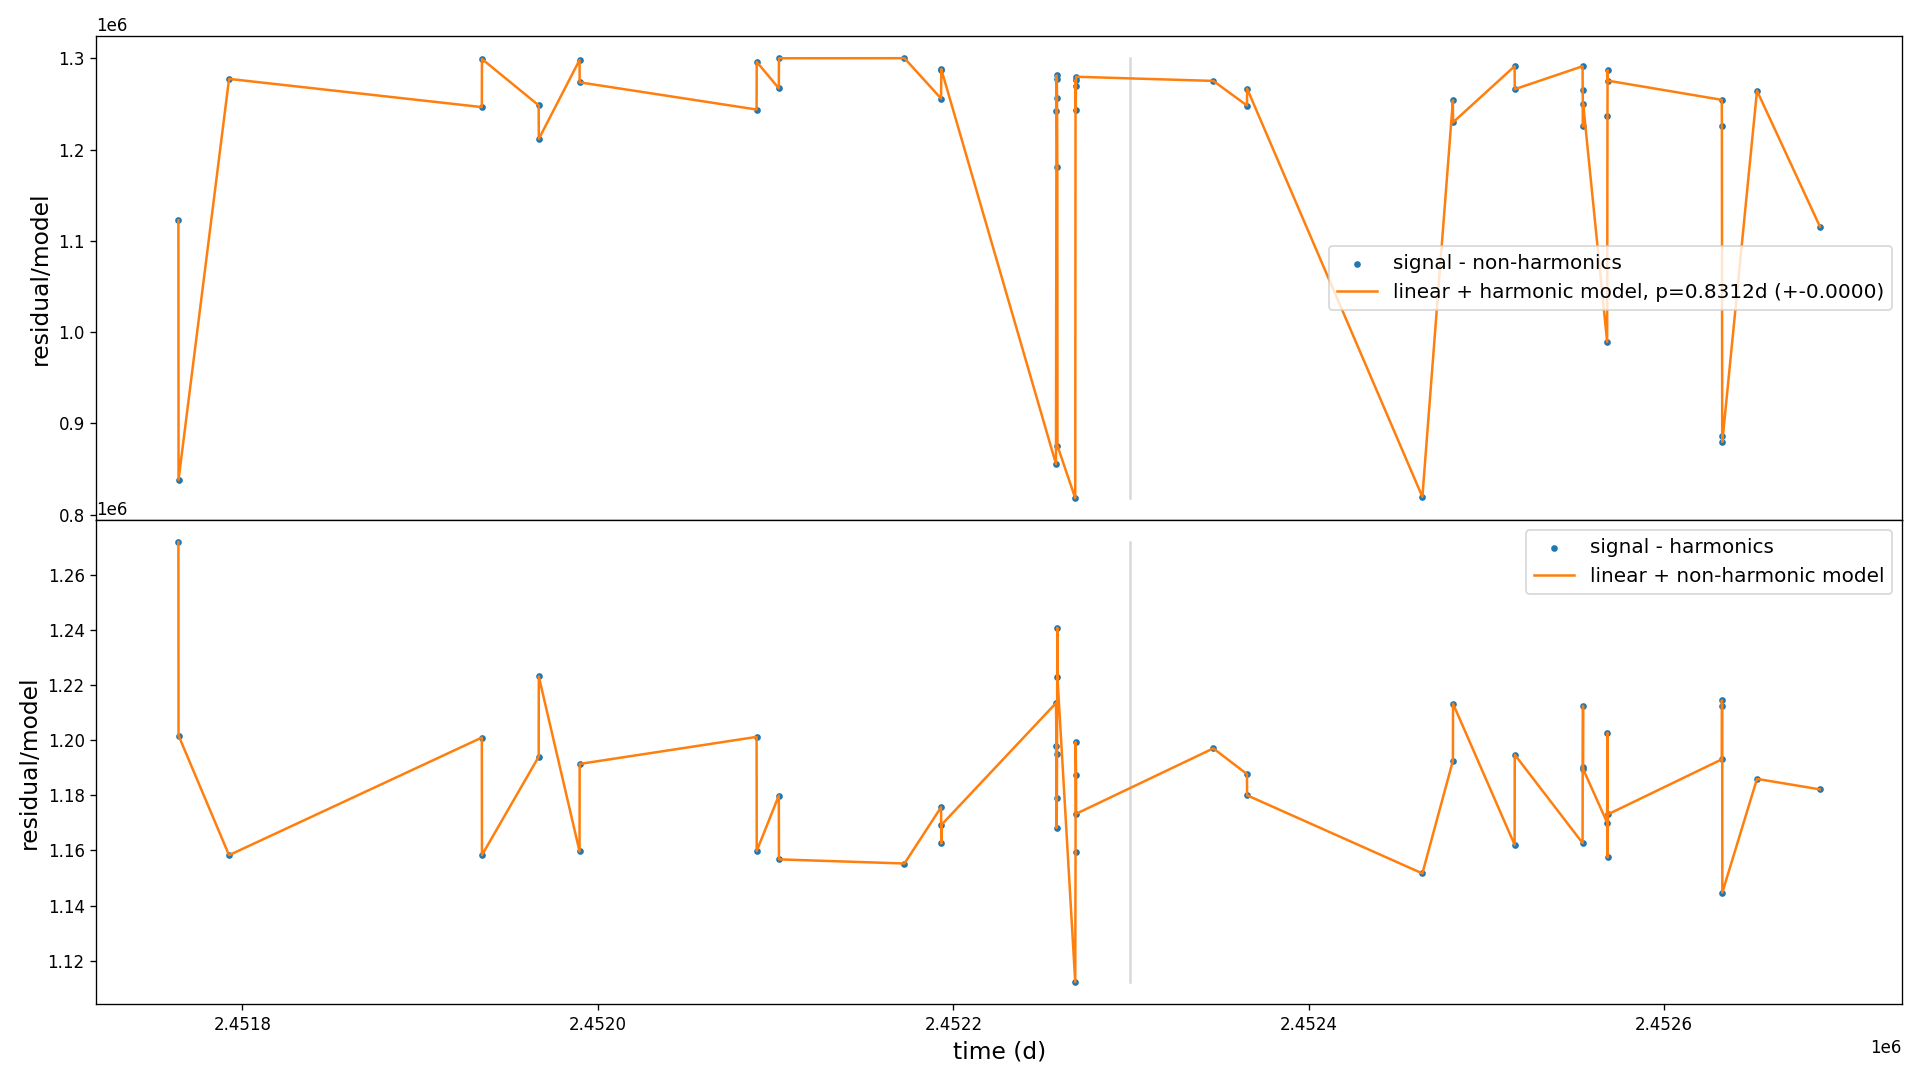 1e6
1.3
1.2
1.1
1.0
0.9
0.8
residual/model
signal - non-harmonics
linear + harmonic model, p=0.8312d (+-0.0000)
1e6
1.26
1.24
1.22
1.20
1.18
1.16
1.14
1.12
residual/model
signal - harmonics
linear + non-harmonic model
2.4518
2.4520
2.4522
2.4524
2.4526
1e6
time (d)